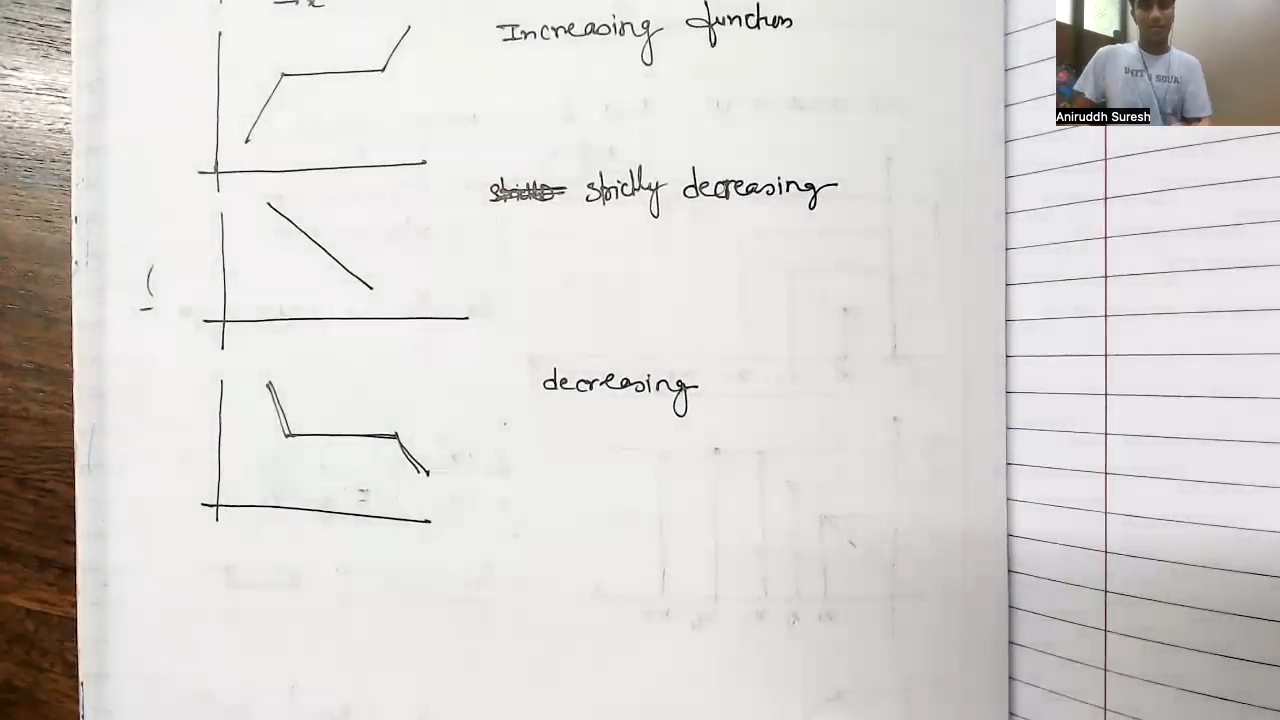 x
Increasing function
strictly decreasing
decreasing
Aniruddh Suresh